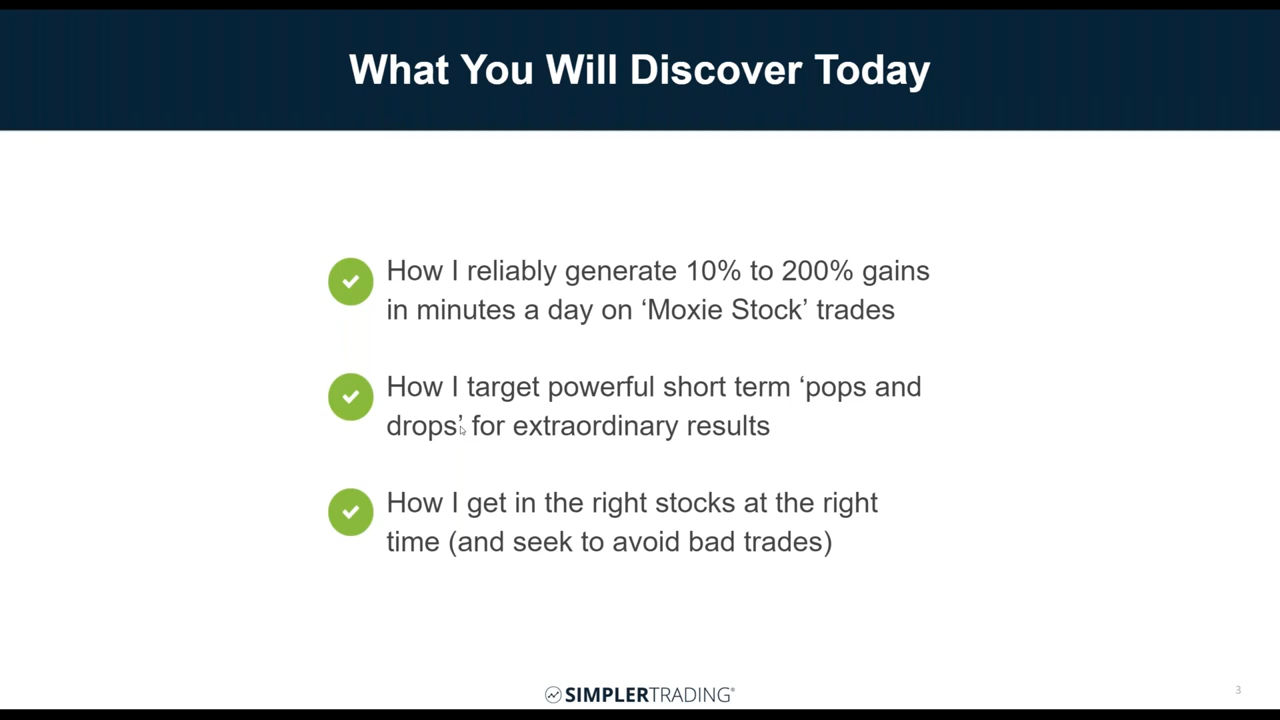 What You Will Discover Today
How I reliably generate 10% to 200% gains
in minutes a day on ‘Moxie Stock’ trades
How I target powerful short term ‘pops and
drops’ for extraordinary results
How I get in the right stocks at the right
time (and seek to avoid bad trades)
SIMPLERTRADING®
3